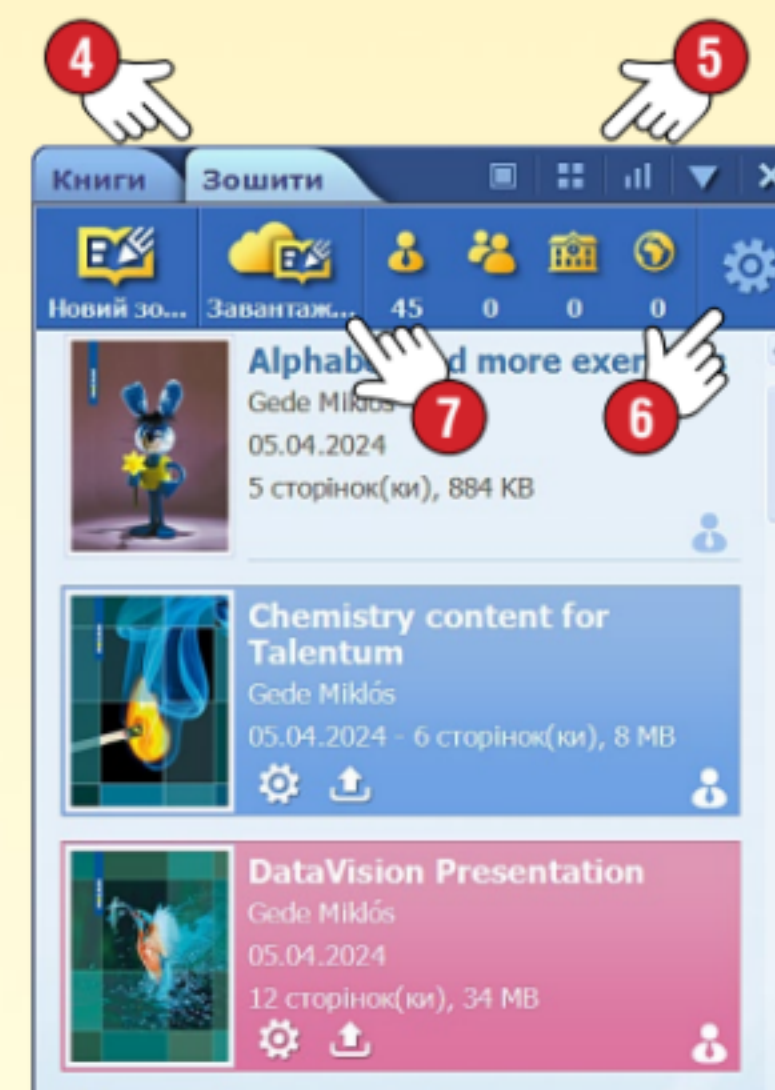 4
5
Книги
Зошити
Новий зо...
Завантаж...
45
0
0
0
Alphab d more exer
Gede Miklós
7
6
05.04.2024
5 сторінок(ки), 884 KB
Chemistry content for
Talentum
Gede Miklós
05.04.2024 - 6 сторінок(ки), 8 MB
DataVision Presentation
Gede Miklós
05.04.2024
12 сторінок(ки), 34 MB